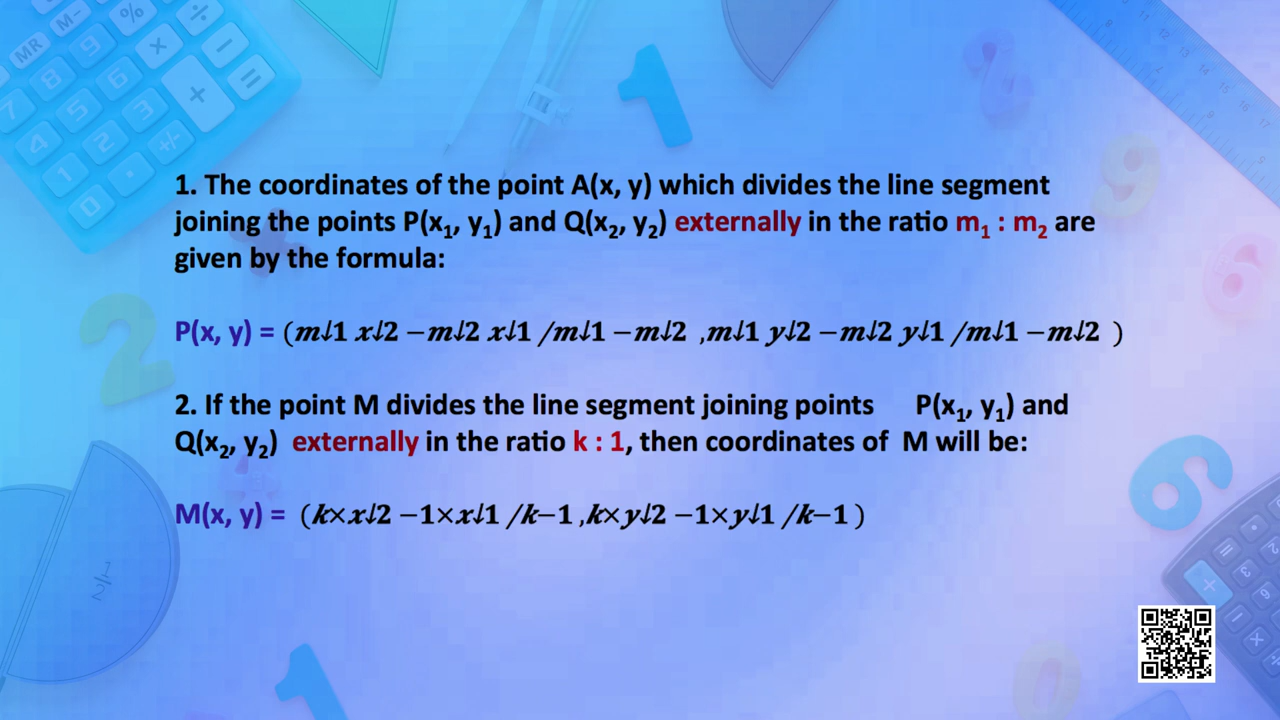 1. The coordinates of the point A(x, y) which divides the line segment
joining the points P(x₁, y₁) and Q(x₂, y₂) externally in the ratio m₁ : m₂ are
given by the formula:
P(x, y) = (m↓1 x↓2 −m↓2 x↓1 /m↓1 −m↓2 ,m↓1 y↓2 −m↓2 y↓1 /m↓1 −m↓2 )
2. If the point M divides the line segment joining points P(x₁, y₁) and
Q(x₂, y₂) externally in the ratio k : 1, then coordinates of M will be:
M(x, y) = (k×x↓2 −1×x↓1 /k−1 ,k×y↓2 −1×y↓1 /k−1 )